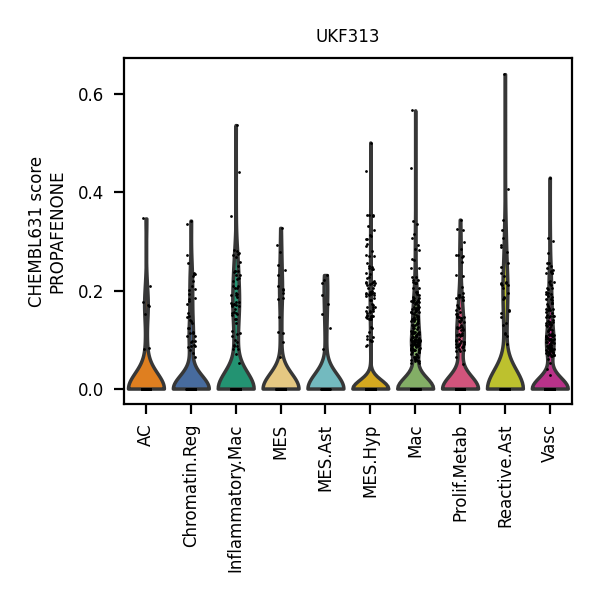 UKF313
CHEMBL631 score
PROPAFENONE
0.6
0.4
0.2
0.0
AC
Chromatin.Reg
Inflammatory.Mac
MES
MES.Ast
MES.Hyp
Mac
Prolif.Metab
Reactive.Ast
Vasc